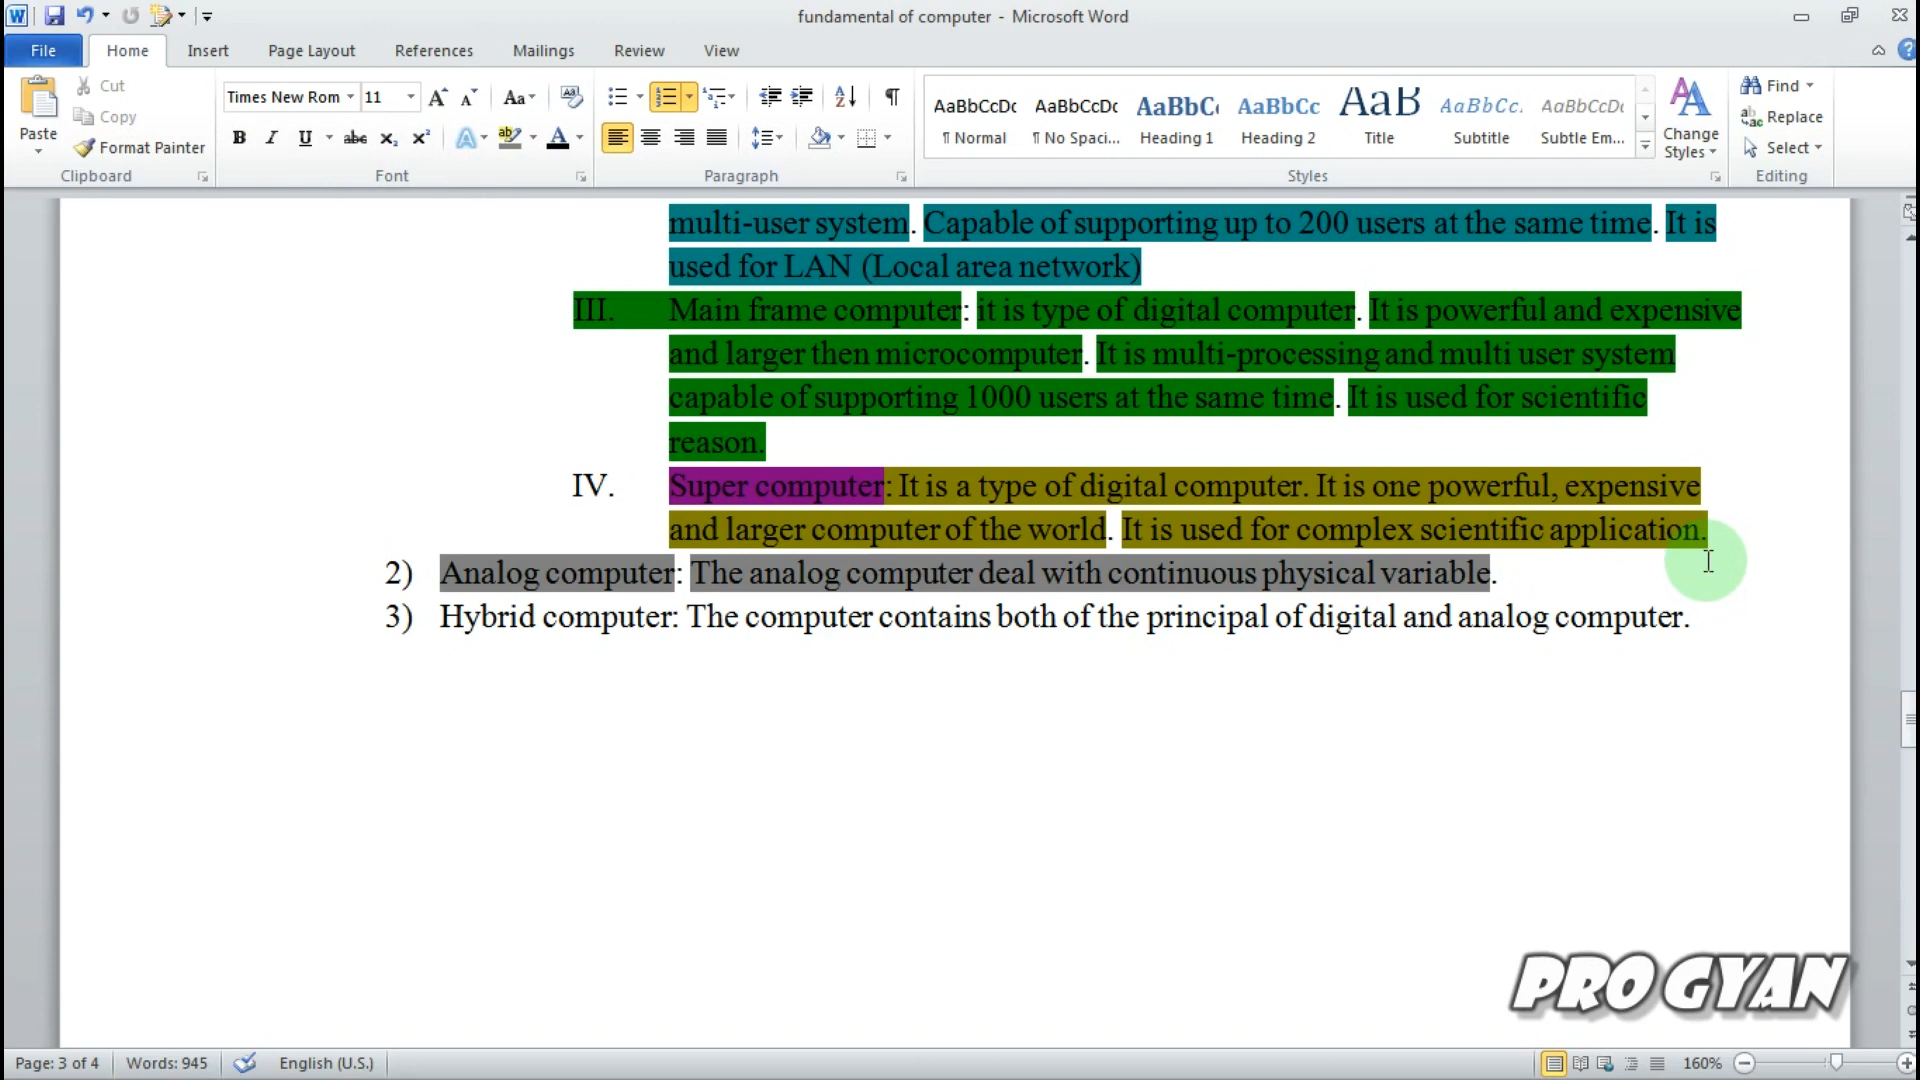 fundamental of computer - Microsoft Word
File Home Insert Page Layout References Mailings Review View
Paste Cut Copy Format Painter
Times New Rom 11
AaBbCcDc AaBbCcDc AaBbC AaBbCc AaB AaBbCc. AaBbCcDc
¶ Normal ¶ No Spaci... Heading 1 Heading 2 Title Subtitle Subtle Em...
Change Styles
Find Replace Select
Clipboard Font Paragraph Styles Editing
multi-user system. Capable of supporting up to 200 users at the same time. It is
used for LAN (Local area network)
III. Main frame computer: it is type of digital computer. It is powerful and expensive
and larger then microcomputer. It is multi-processing and multi user system
capable of supporting 1000 users at the same time. It is used for scientific
reason.
IV. Super computer: It is a type of digital computer. It is one powerful, expensive
and larger computer of the world. It is used for complex scientific application.
2) Analog computer: The analog computer deal with continuous physical variable.
3) Hybrid computer: The computer contains both of the principal of digital and analog computer.
PRO GYAN
Page: 3 of 4 Words: 945 English (U.S.) 160%